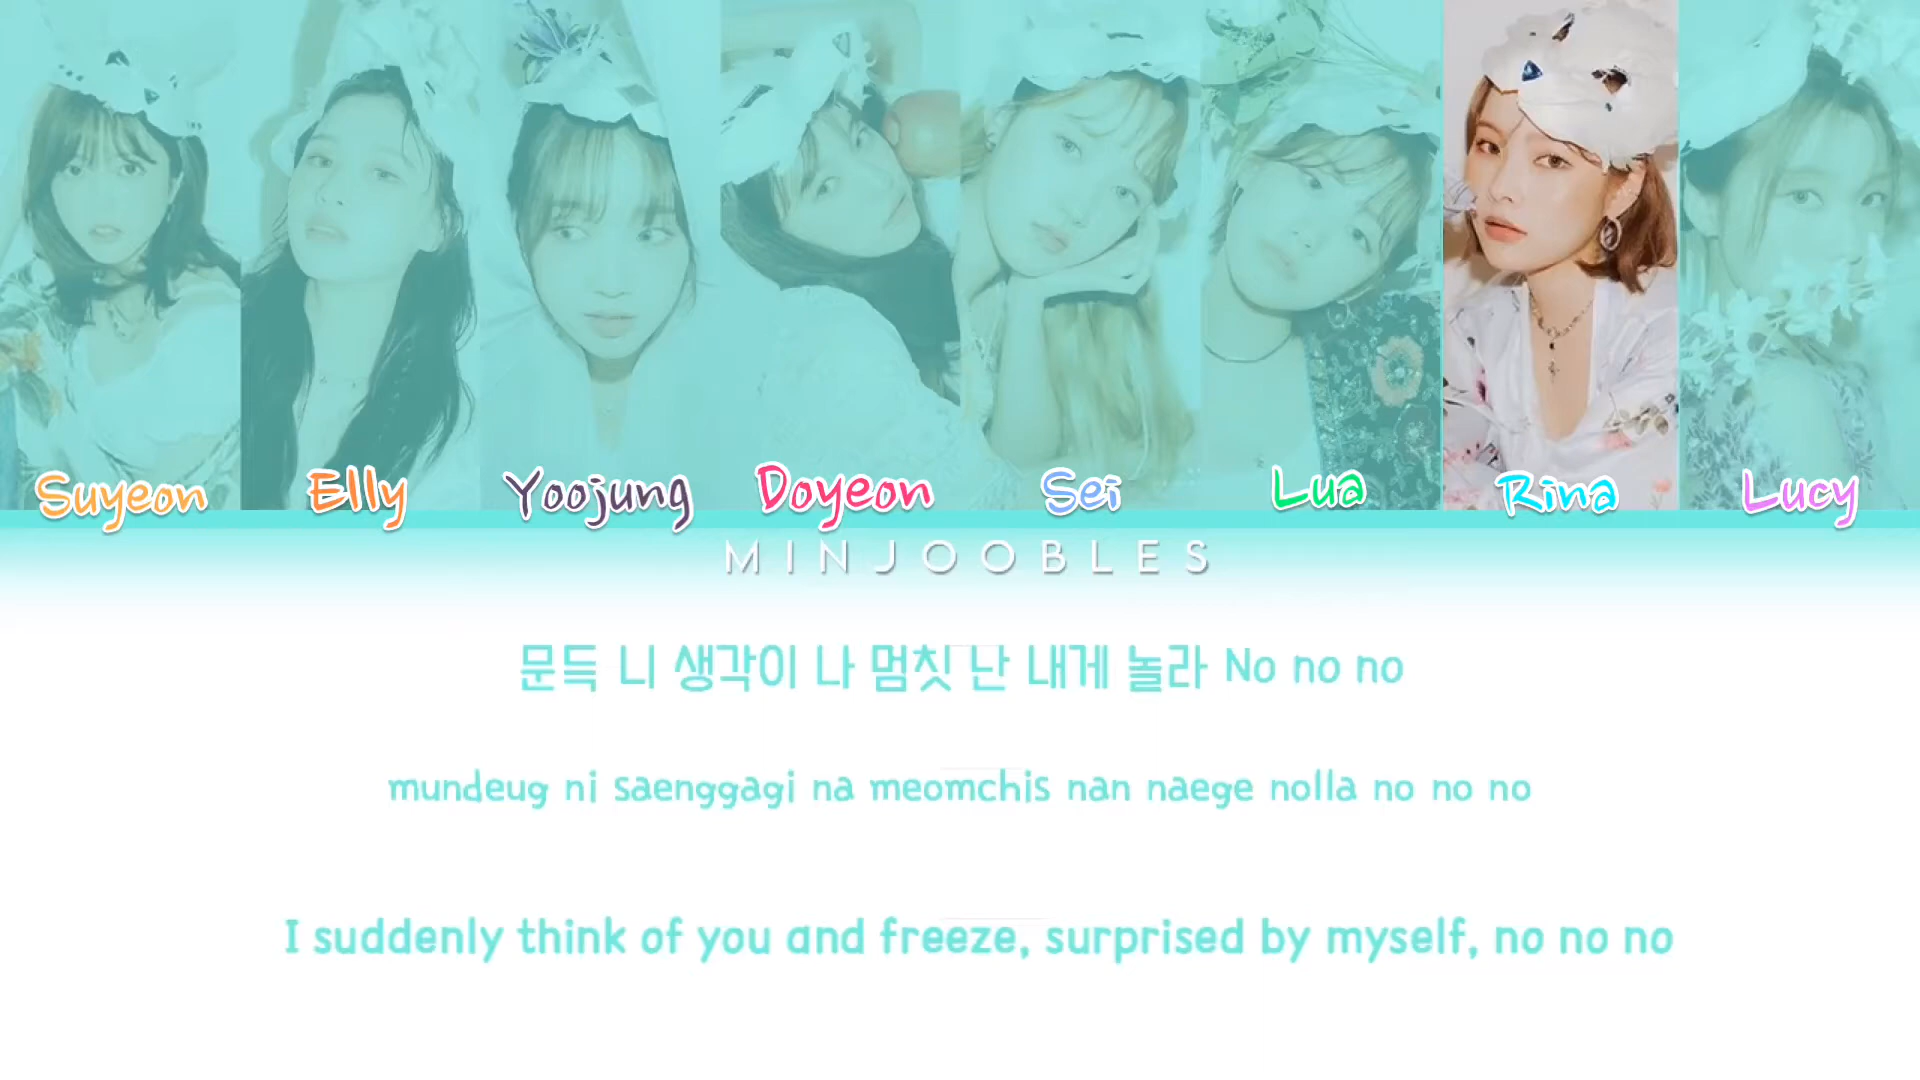 Suyeon Elly Yoojung Doyeon Sei Lua Rina Lucy
MINJOOBLES
문득 니 생각이 나 멈칫 난 내게 놀라 No no no
mundeug ni saenggagi na meomchis nan naege nolla no no no
I suddenly think of you and freeze, surprised by myself, no no no